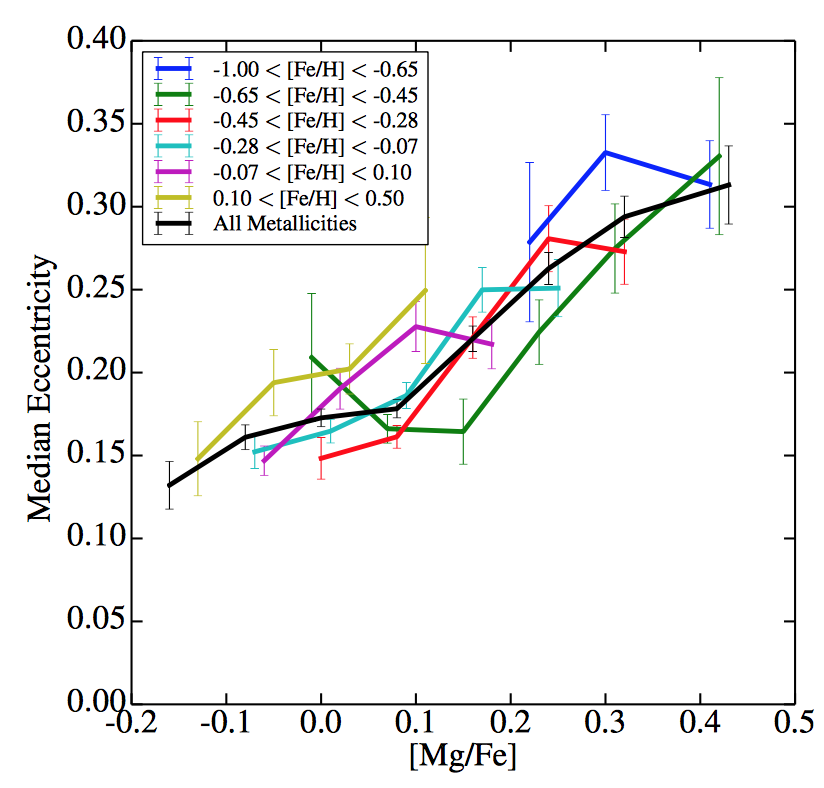 0.40
0.35
0.30
0.25
0.20
0.15
0.10
0.05
0.00
Median Eccentricity
-1.00 < [Fe/H] < -0.65
-0.65 < [Fe/H] < -0.45
-0.45 < [Fe/H] < -0.28
-0.28 < [Fe/H] < -0.07
-0.07 < [Fe/H] < 0.10
0.10 < [Fe/H] < 0.50
All Metallicities
-0.2 -0.1 0.0 0.1 0.2 0.3 0.4 0.5
[Mg/Fe]